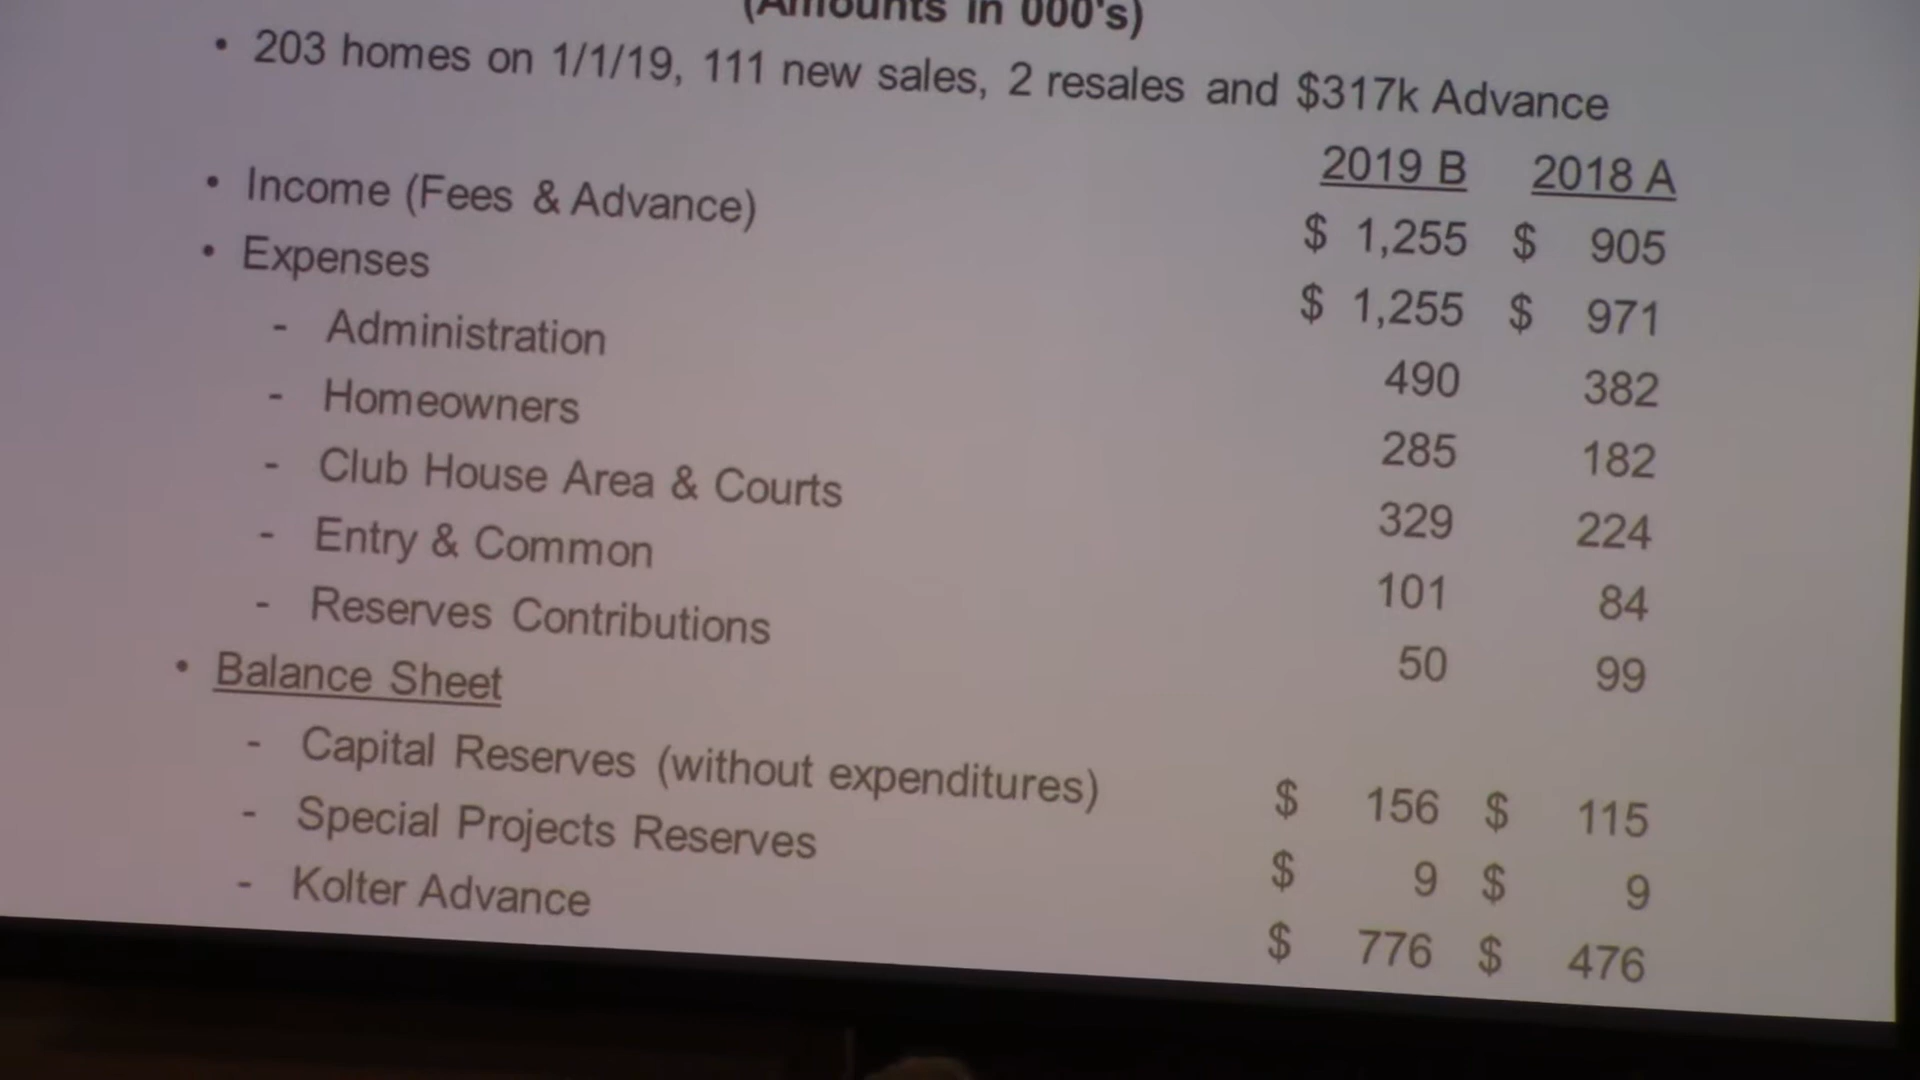 (Amounts in 000's)
• 203 homes on 1/1/19, 111 new sales, 2 resales and $317k Advance
2019 B 2018 A
• Income (Fees & Advance) $ 1,255 $ 905
• Expenses $ 1,255 $ 971
- Administration 490 382
- Homeowners 285 182
- Club House Area & Courts 329 224
- Entry & Common 101 84
- Reserves Contributions 50 99
• Balance Sheet
- Capital Reserves (without expenditures) $ 156 $ 115
- Special Projects Reserves $ 9 $ 9
- Kolter Advance $ 776 $ 476